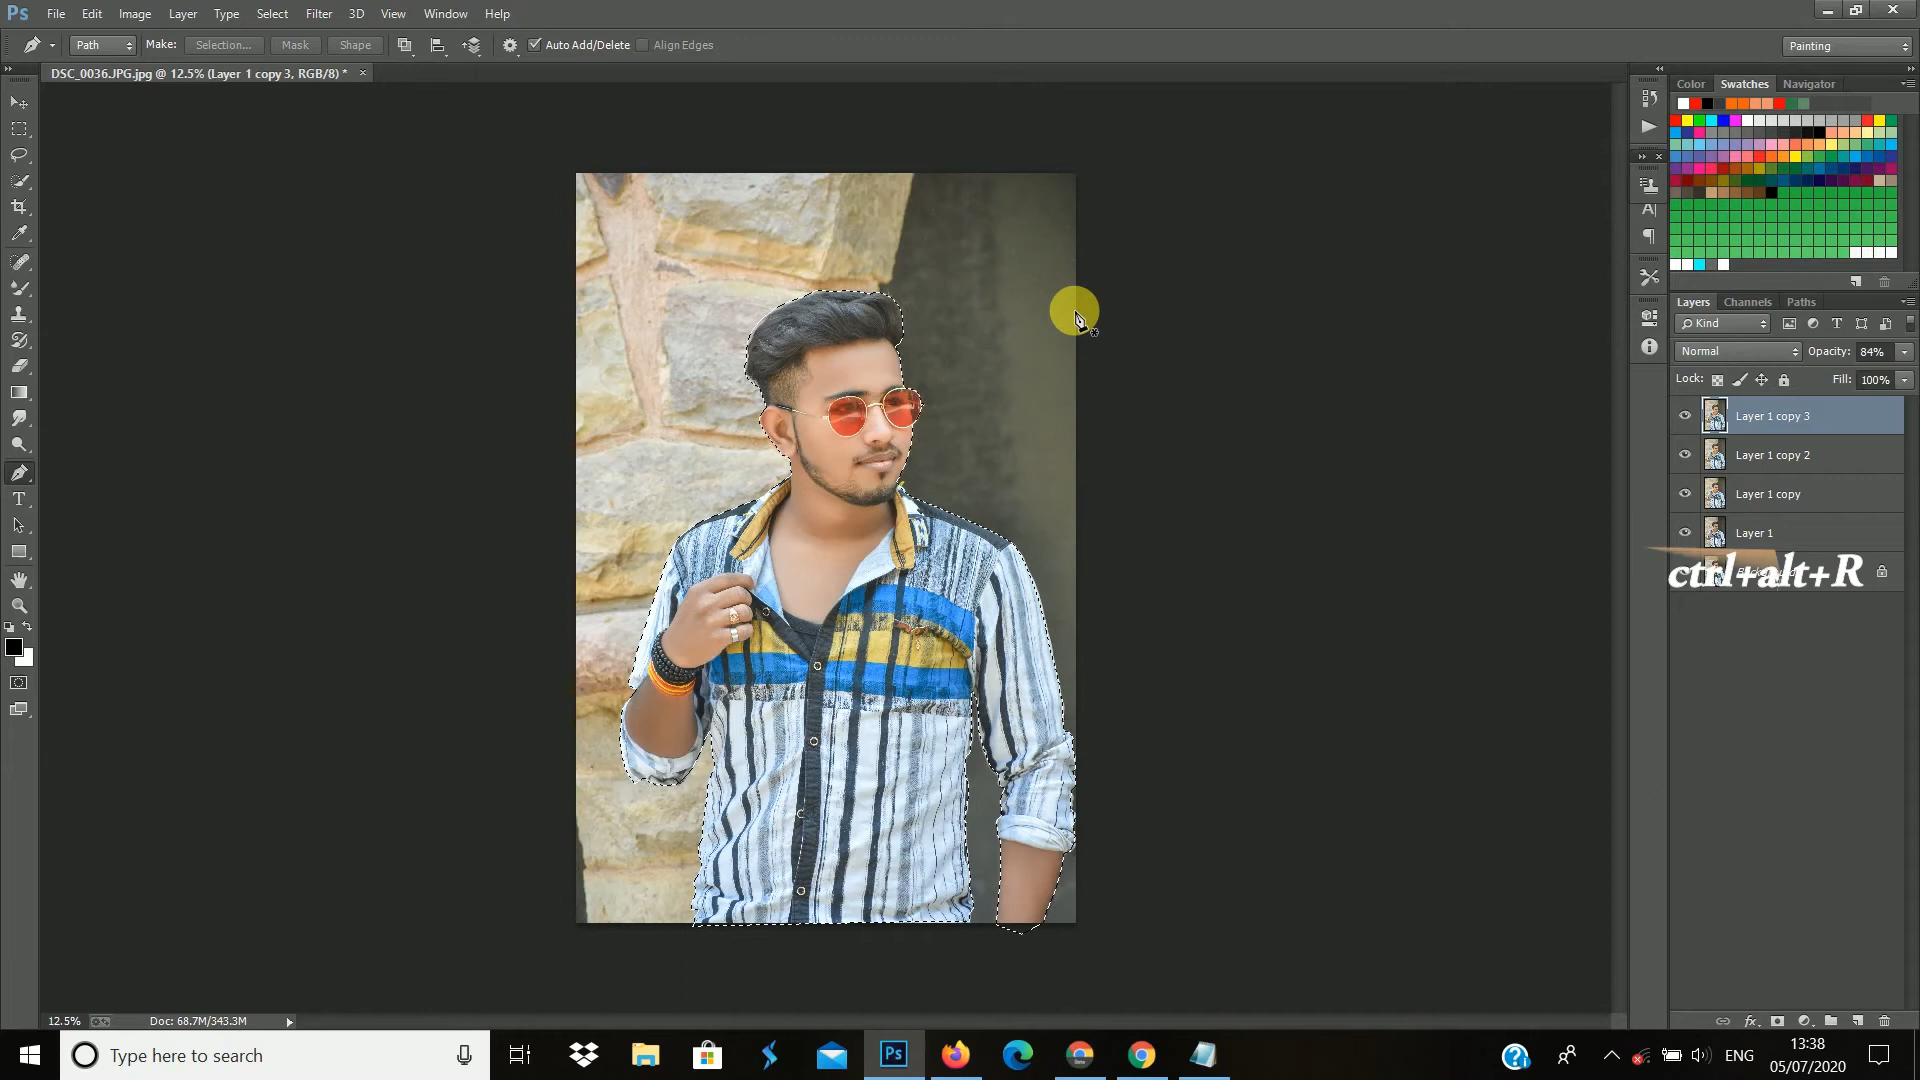 Ps File Edit Image Layer Type Select Filter 3D View Window Help
Path Make: Selection... Mask Shape Auto Add/Delete Align Edges Painting
DSC_0036.JPG.jpg @ 12.5% (Layer 1 copy 3, RGB/8) * ×
Color Swatches Navigator
Layers Channels Paths
Kind
Normal Opacity: 84%
Lock: Fill: 100%
Layer 1 copy 3
Layer 1 copy 2
Layer 1 copy
Layer 1
ctrl+alt+R
12.5% Doc: 68.7M/343.3M
Type here to search
Ps
ENG
13:38
05/07/2020